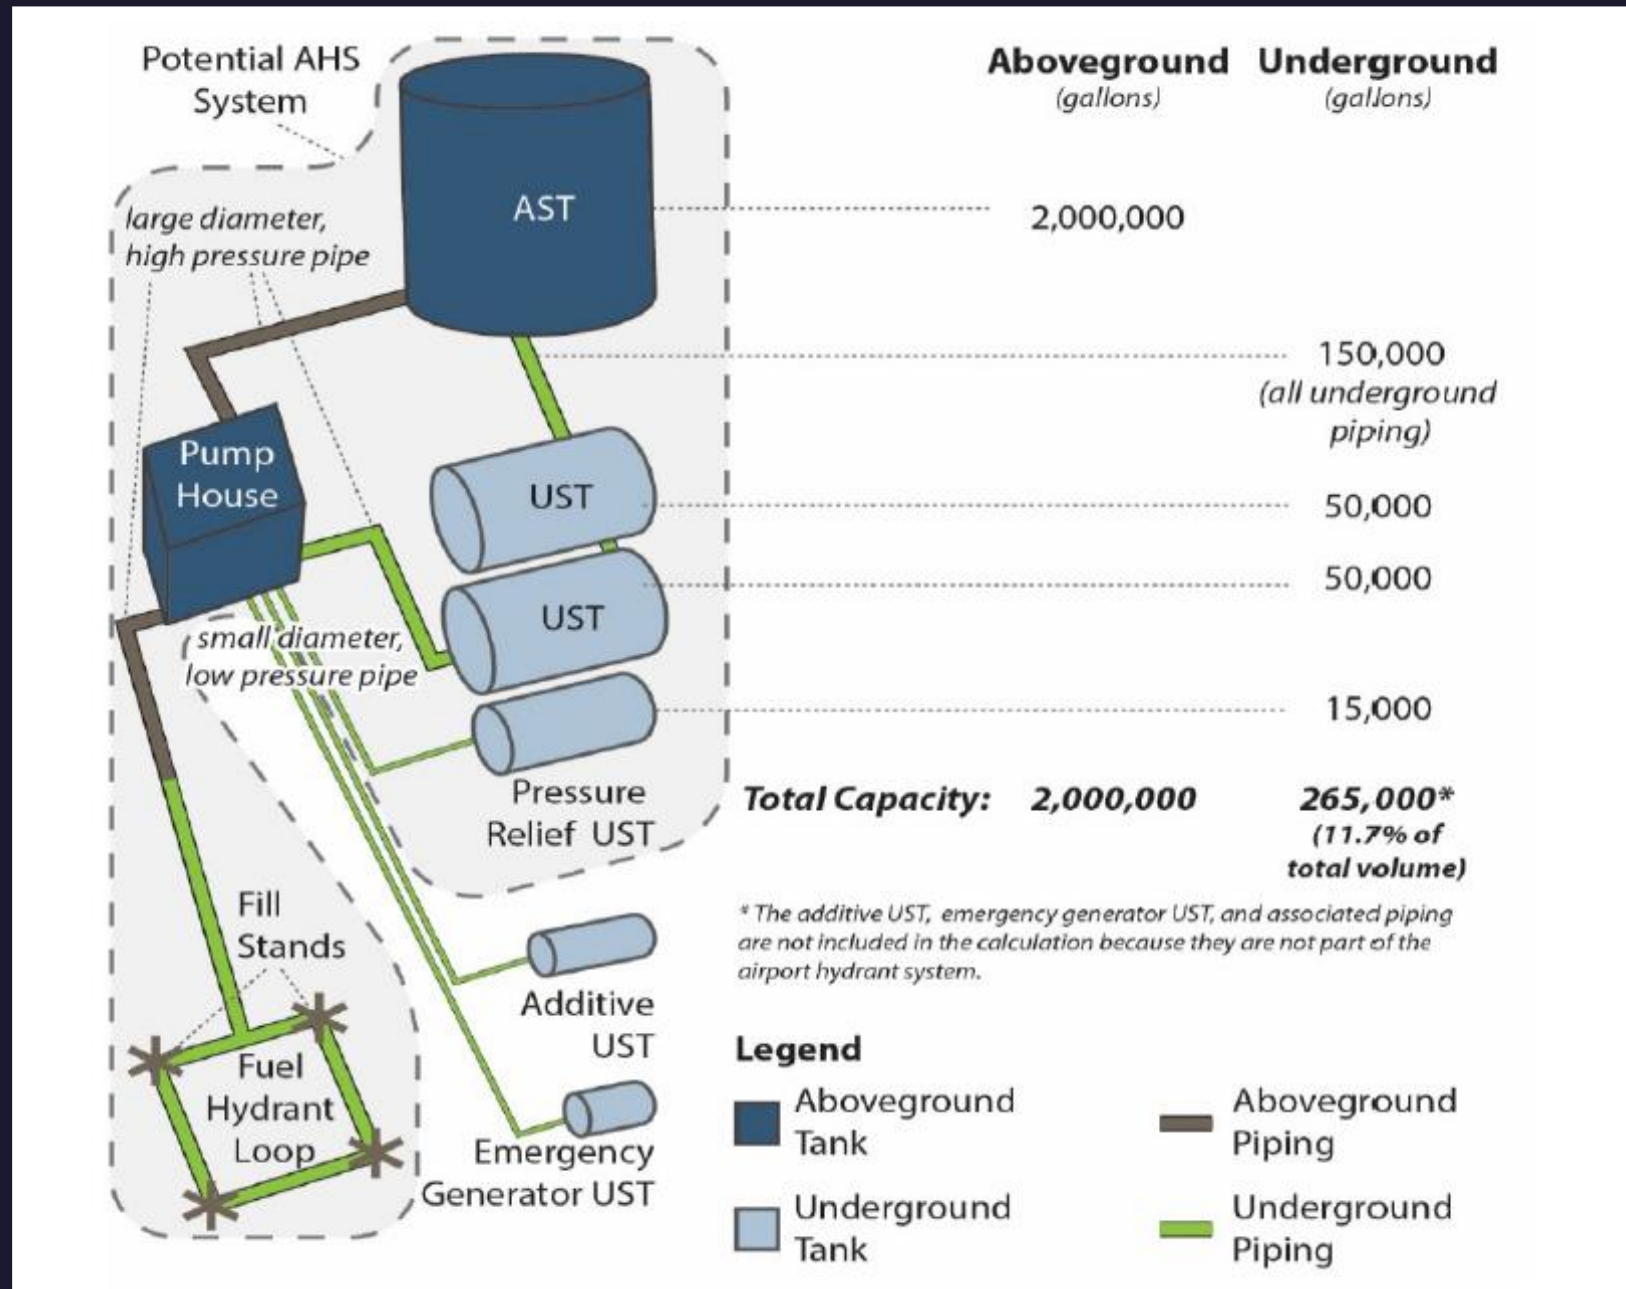 Potential AHS
System
Aboveground Underground
(gallons) (gallons)
large diameter,
high pressure pipe
AST
2,000,000
150,000
(all underground
piping)
Pump
House
UST
50,000
UST
50,000
small diameter,
low pressure pipe
15,000
Pressure
Relief UST
Total Capacity: 2,000,000 265,000*
(11.7% of
total volume)
* The additive UST, emergency generator UST, and associated piping
are not included in the calculation because they are not part of the
airport hydrant system.
Fill
Stands
Additive
UST
Fuel
Hydrant
Loop
Emergency
Generator UST
Legend
Aboveground
Tank
Aboveground
Piping
Underground
Tank
Underground
Piping